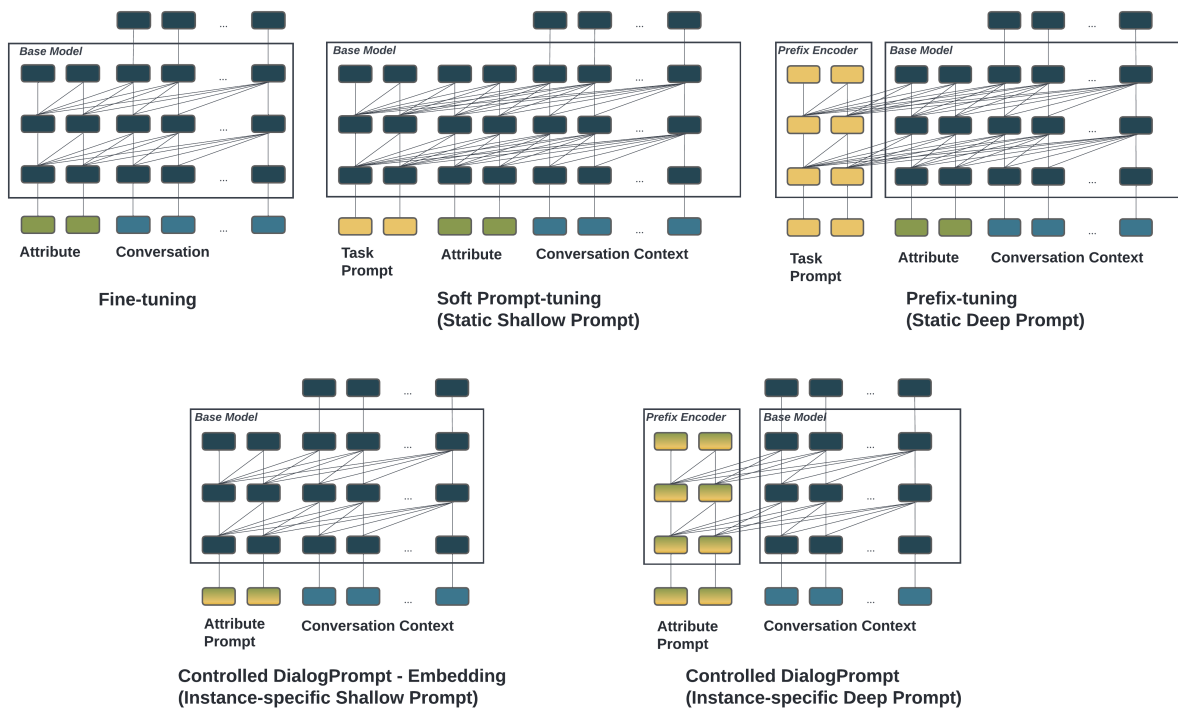 Base Model
...
...
...
...
...
Attribute
Conversation
Fine-tuning
Base Model
...
...
...
...
...
Task
Prompt
Attribute
Conversation Context
Soft Prompt-tuning
(Static Shallow Prompt)
Prefix Encoder
Base Model
...
...
...
...
...
Task
Prompt
Attribute
Conversation Context
Prefix-tuning
(Static Deep Prompt)
Base Model
...
...
...
...
...
Attribute
Prompt
Conversation Context
Controlled DialogPrompt - Embedding
(Instance-specific Shallow Prompt)
Prefix Encoder
Base Model
...
...
...
...
...
Attribute
Prompt
Conversation Context
Controlled DialogPrompt
(Instance-specific Deep Prompt)